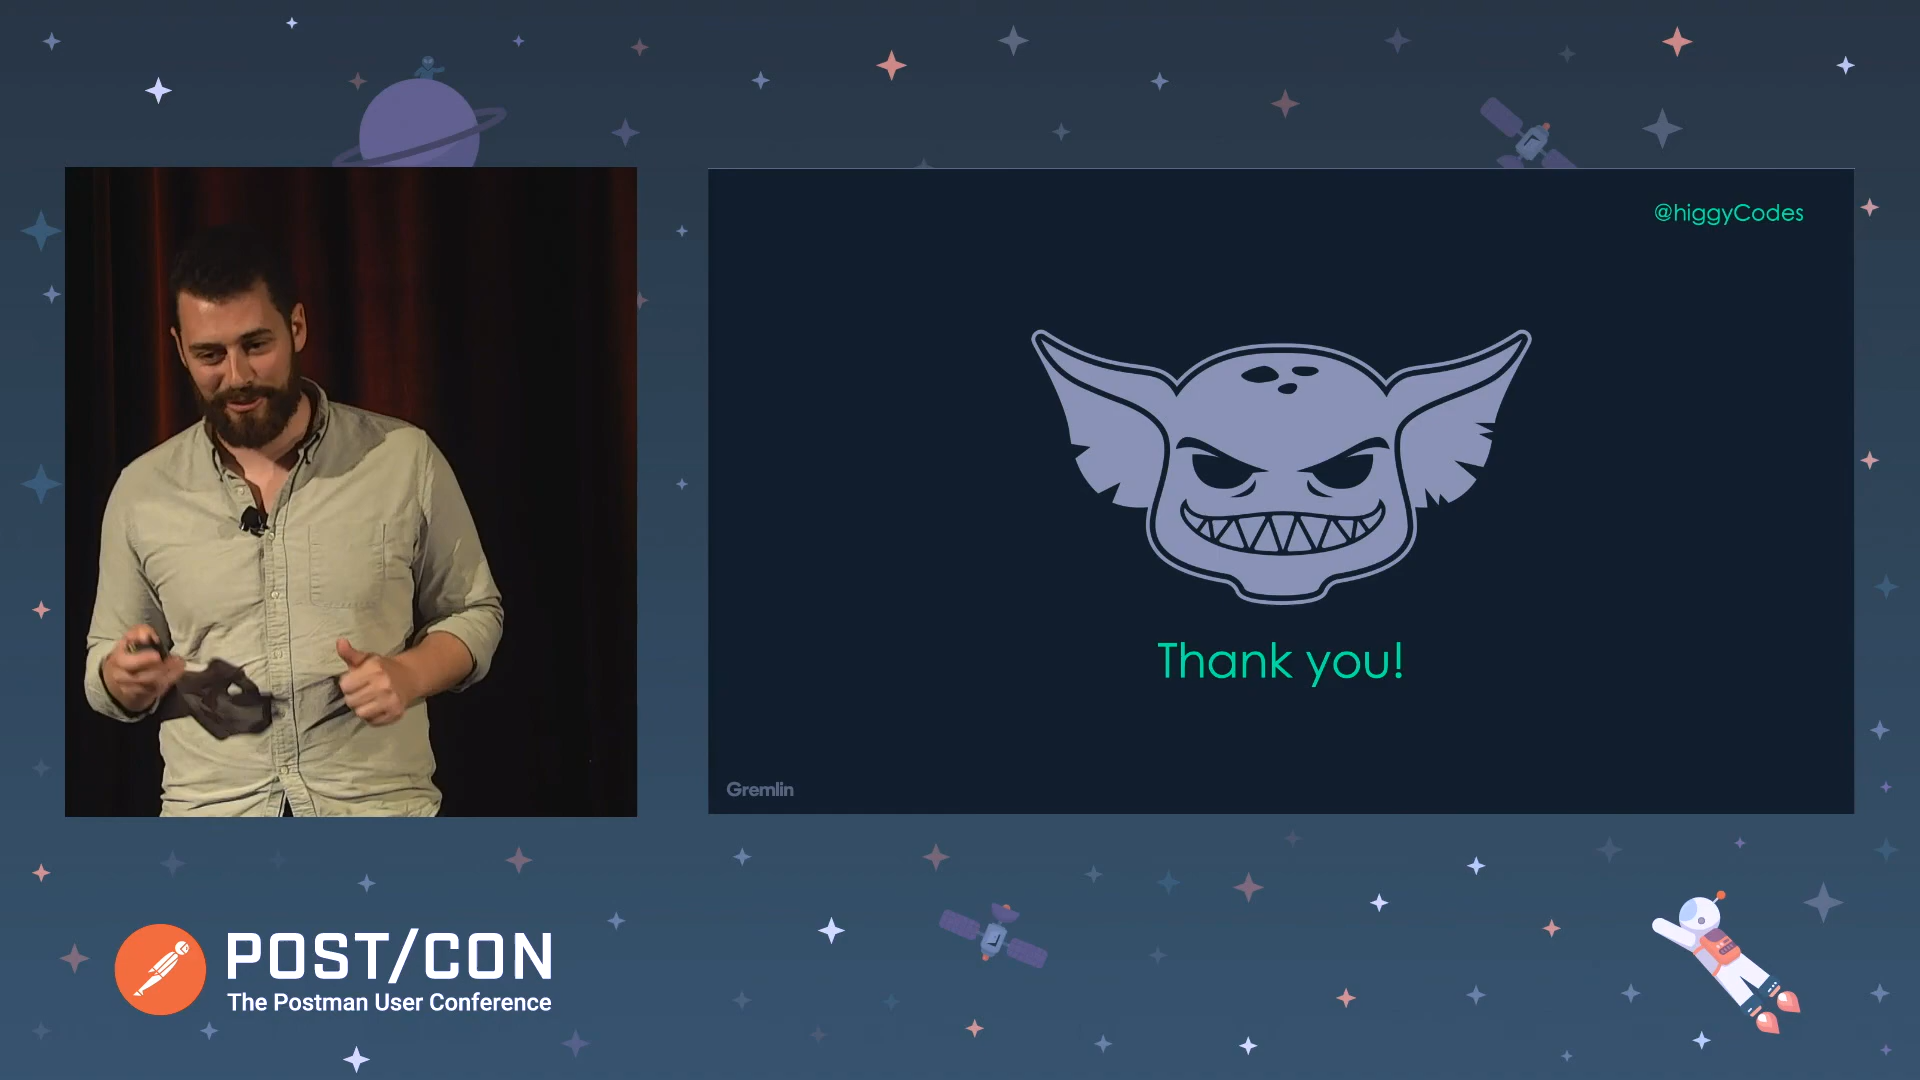 @higgyCodes
Thank you!
Gremlin
POST/CON
The Postman User Conference